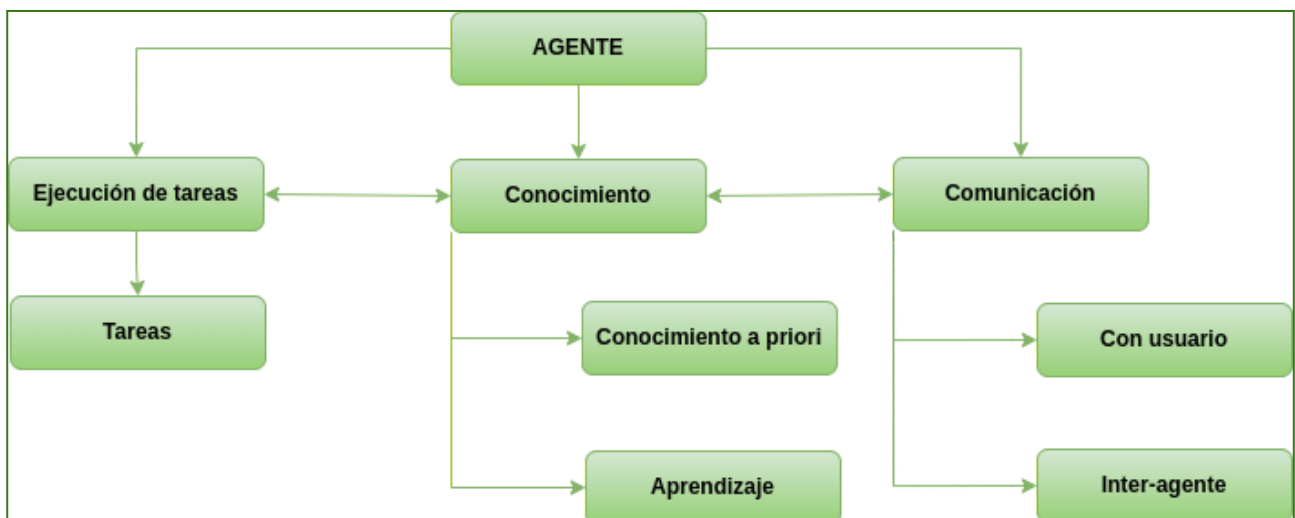 AGENTE
Ejecución de tareas
Conocimiento
Comunicación
Tareas
Conocimiento a priori
Con usuario
Aprendizaje
Inter-agente